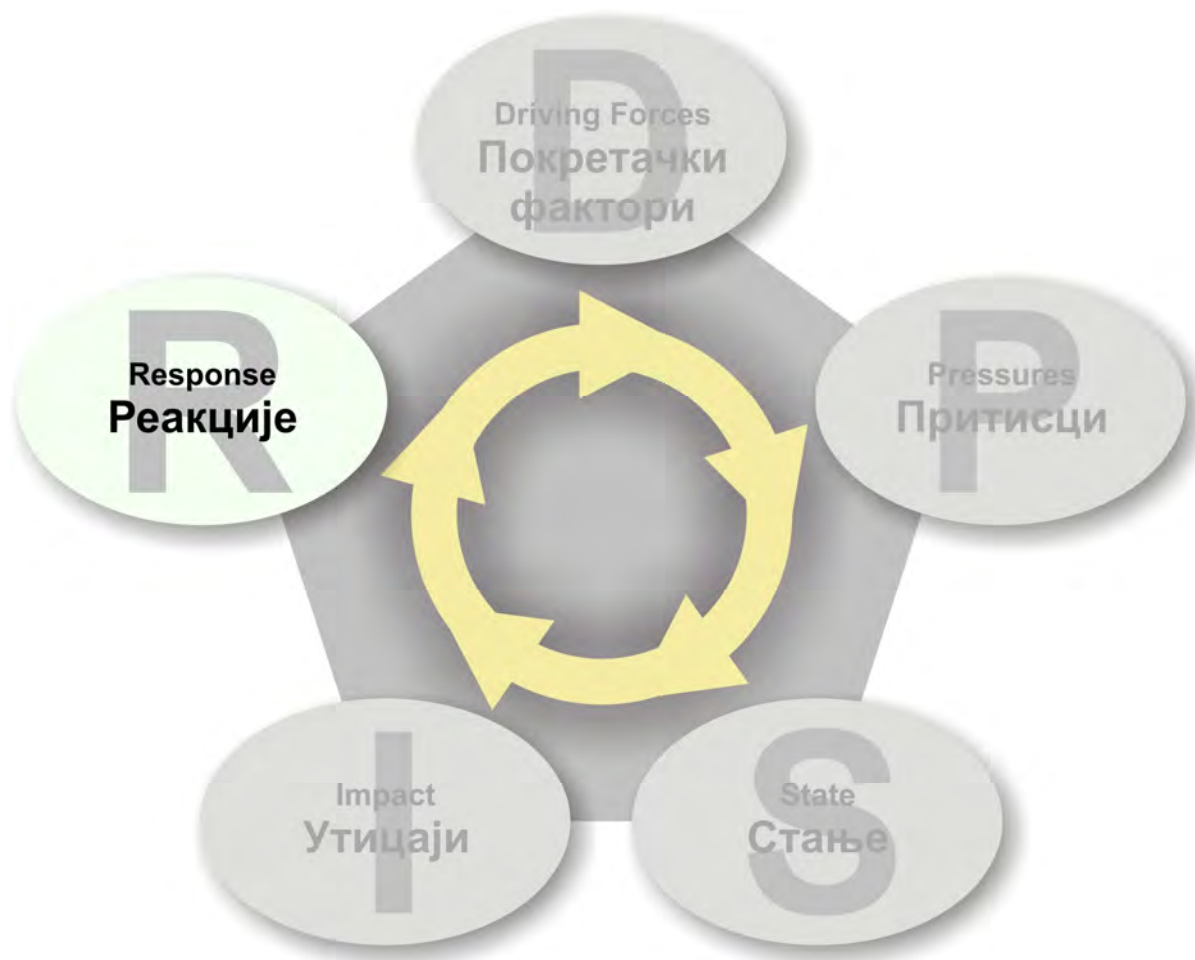 D
Driving Forces
Покретачки
фактори
P
Pressures
Притисци
S
State
Стање
I
Impact
Утицаји
R
Response
Реакције